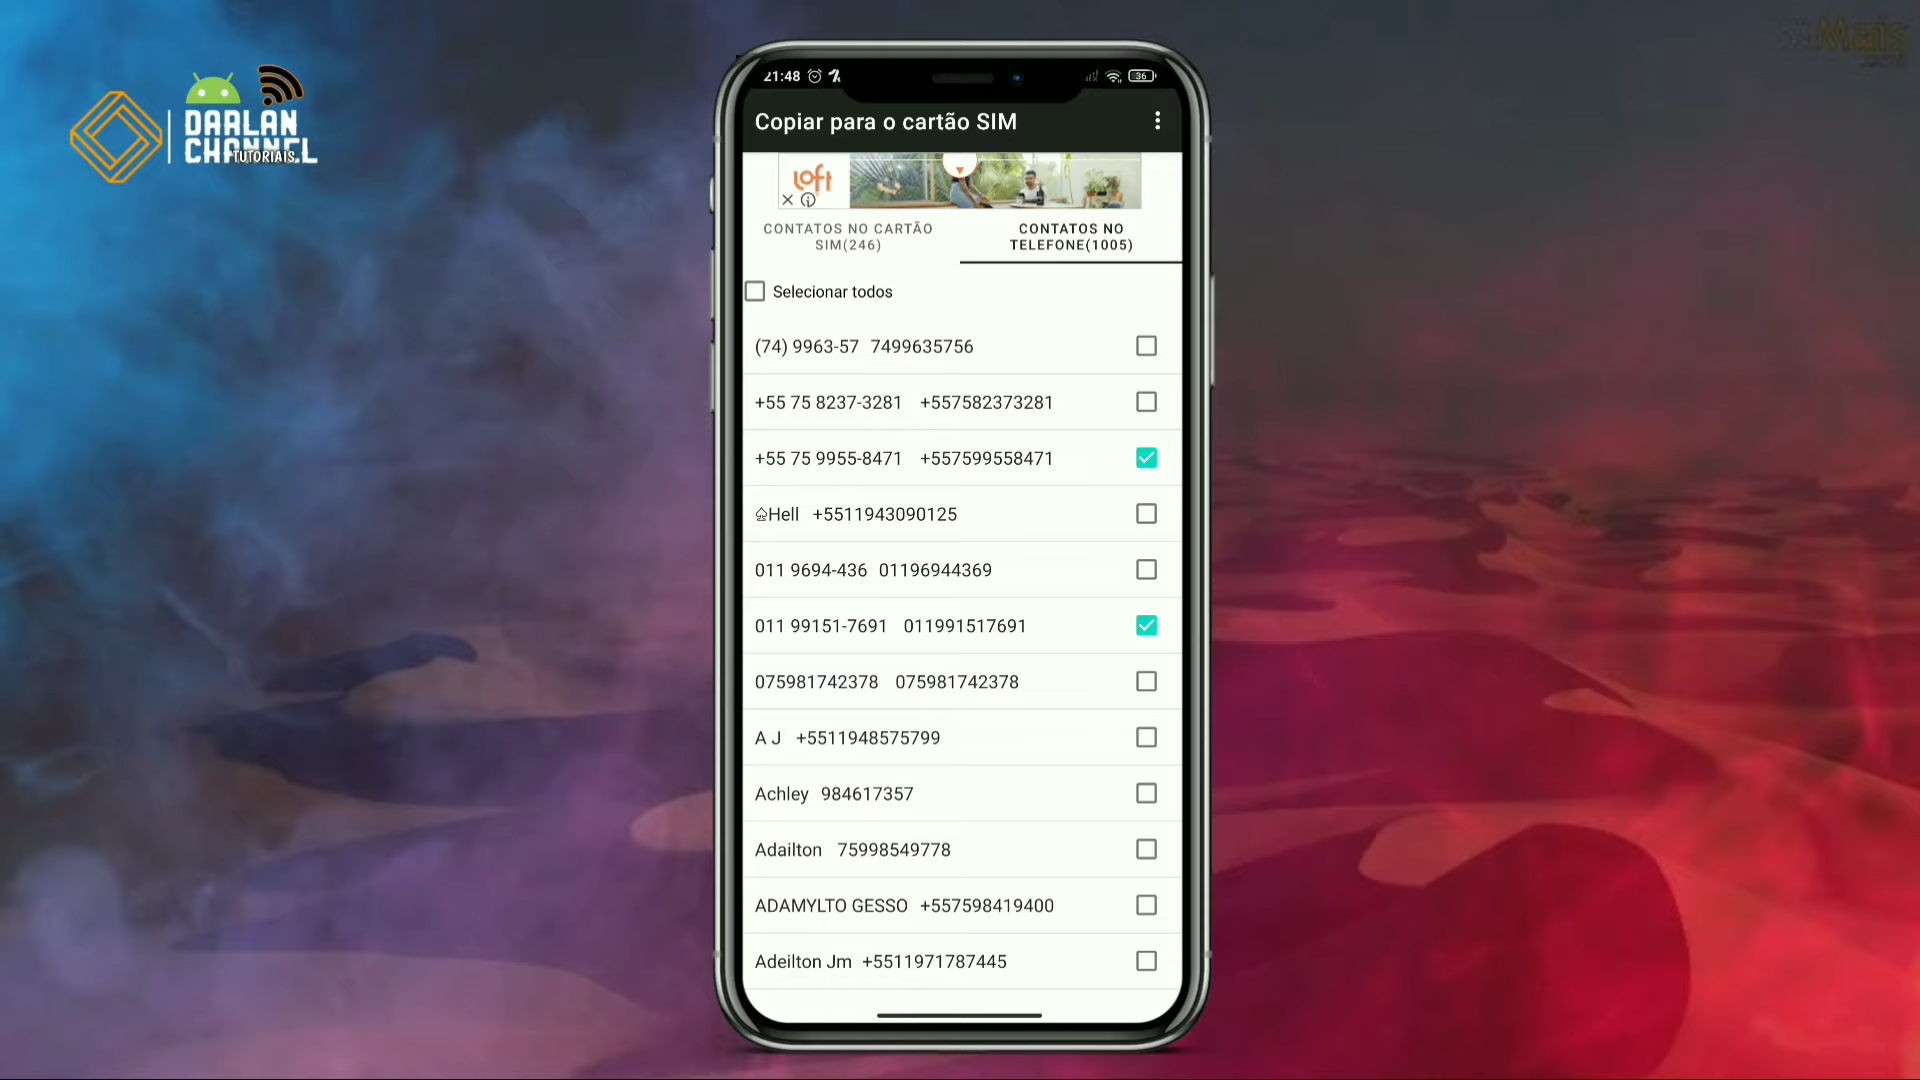 DARLAN
CHANNEL
TUTORIAIS
Mais
21:48
36
Copiar para o cartão SIM
loft
CONTATOS NO CARTÃO
SIM(246)
CONTATOS NO
TELEFONE(1005)
Selecionar todos
(74) 9963-57 7499635756
+55 75 8237-3281 +557582373281
+55 75 9955-8471 +557599558471
♤Hell +5511943090125
011 9694-436 01196944369
011 99151-7691 011991517691
075981742378 075981742378
A J +5511948575799
Achley 984617357
Adailton 75998549778
ADAMYLTO GESSO +557598419400
Adeilton Jm +5511971787445